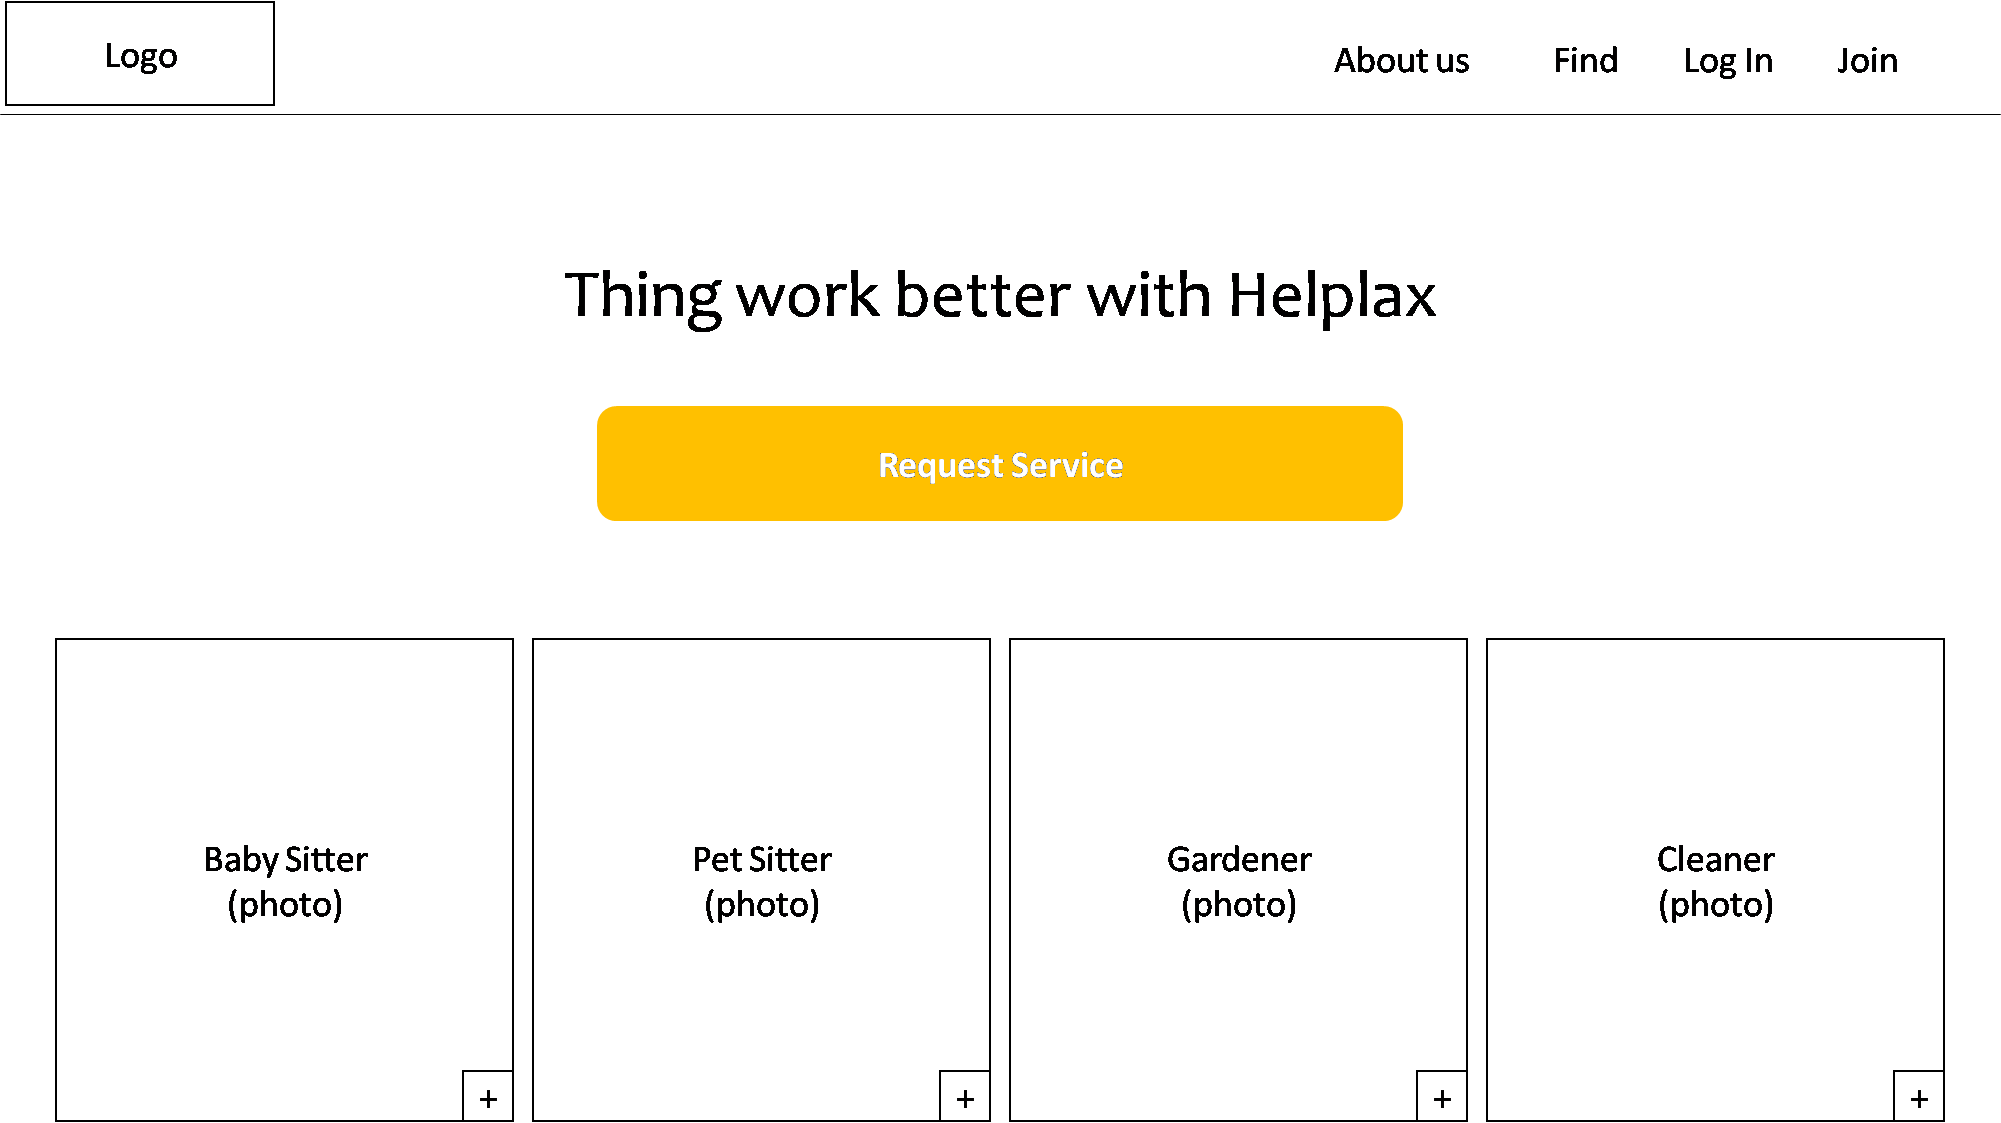 Logo
About us Find Log In Join
Thing work better with Helplax
Request Service
Baby Sitter
(photo)
+
Pet Sitter
(photo)
+
Gardener
(photo)
+
Cleaner
(photo)
+